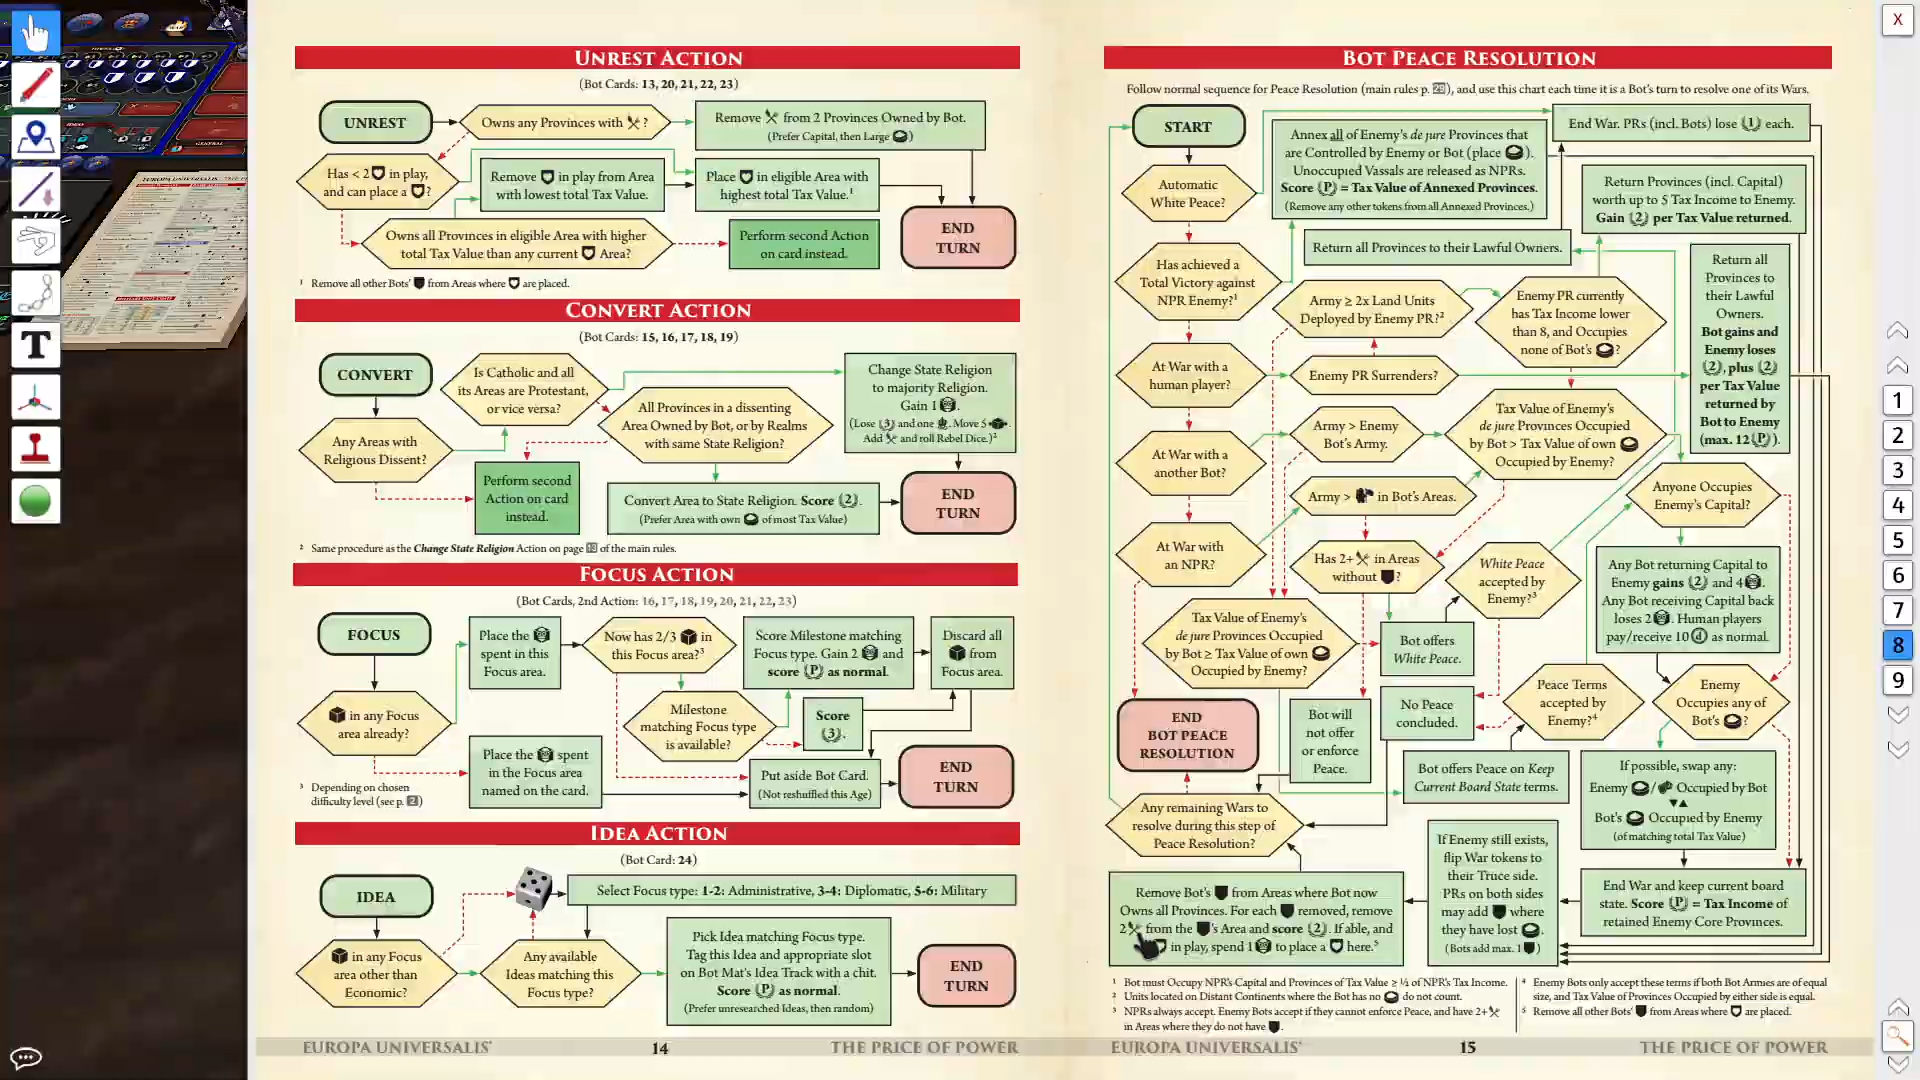 UNREST ACTION
(Bot Cards: 13, 20, 21, 22, 23)
UNREST
Owns any Provinces with ?
Remove from 2 Provinces Owned by Bot.
(Prefer Capital, then Large )
Has < 2 in play,
and can place a ?
Remove in play from Area
with lowest total Tax Value.
Place in eligible Area with
highest total Tax Value.¹
Owns all Provinces in eligible Area with higher
total Tax Value than any current Area?
Perform second Action
on card instead.
END
TURN
¹ Remove all other Bots' from Areas where are placed.
CONVERT ACTION
(Bot Cards: 15, 16, 17, 18, 19)
CONVERT
Any Areas with
Religious Dissent?
Is Catholic and all
its Areas are Protestant,
or vice versa?
All Provinces in a dissenting
Area Owned by Bot, or by Realms
with same State Religion?
Change State Religion
to majority Religion.
Gain 1 .
(Lose (3) and one . Move 5 .
Add and roll Rebel Dice.)²
Perform second
Action on card
instead.
Convert Area to State Religion. Score (2).
(Prefer Area with own of most Tax Value)
END
TURN
² Same procedure as the Change State Religion Action on page of the main rules.
FOCUS ACTION
(Bot Cards, 2nd Action: 16, 17, 18, 19, 20, 21, 22, 23)
FOCUS
in any Focus
area already?
Place the
spent in this
Focus area.
Now has 2/3 in
this Focus area?³
Score Milestone matching
Focus type. Gain 2 and
score (P) as normal.
Discard all
from
Focus area.
Milestone
matching Focus type
is available?
Score
(3).
Place the spent
in the Focus area
named on the card.
Put aside Bot Card.
(Not reshuffled this Age)
END
TURN
³ Depending on chosen
difficulty level (see p. 2)
IDEA ACTION
(Bot Card: 24)
IDEA
Select Focus type: 1-2: Administrative, 3-4: Diplomatic, 5-6: Military
in any Focus
area other than
Economic?
Any available
Ideas matching this
Focus type?
Pick Idea matching Focus type.
Tag this Idea and appropriate slot
on Bot Mat's Idea Track with a chit.
Score (P) as normal.
(Prefer unresearched Ideas, then random)
END
TURN
EUROPA UNIVERSALIS 14 THE PRICE OF POWER
BOT PEACE RESOLUTION
Follow normal sequence for Peace Resolution (main rules p. ), and use this chart each time it is a Bot's turn to resolve one of its Wars.
START
Automatic
White Peace?
Annex all of Enemy's de jure Provinces that
are Controlled by Enemy or Bot (place ).
Unoccupied Vassals are released as NPRs.
Score (P) = Tax Value of Annexed Provinces.
(Remove any other tokens from all Annexed Provinces.)
End War. PRs (incl. Bots) lose (1) each.
Return Provinces (incl. Capital)
worth up to 5 Tax Income to Enemy.
Gain (2) per Tax Value returned.
Return all Provinces to their Lawful Owners.
Has achieved a
Total Victory against
NPR Enemy?¹
Army ≥ 2x Land Units
Deployed by Enemy PR?²
Enemy PR currently
has Tax Income lower
than 8, and Occupies
none of Bot's ?
Return all
Provinces to
their Lawful
Owners.
Bot gains and
Enemy loses
(2), plus (2)
per Tax Value
returned by
Bot to Enemy
(max. 12(P)).
At War with a
human player?
Enemy PR Surrenders?
At War with a
another Bot?
Army > Enemy
Bot's Army.
Tax Value of Enemy's
de jure Provinces Occupied
by Bot > Tax Value of own
Occupied by Enemy?
Army > in Bot's Areas.
Anyone Occupies
Enemy's Capital?
At War with
an NPR?
Has 2+ in Areas
without ?
White Peace
accepted by
Enemy?³
Any Bot returning Capital to
Enemy gains (2) and 4 .
Any Bot receiving Capital back
loses 2 . Human players
pay/receive 10 as normal.
Tax Value of Enemy's
de jure Provinces Occupied
by Bot ≥ Tax Value of own
Occupied by Enemy?
Bot offers
White Peace.
No Peace
concluded.
Peace Terms
accepted by
Enemy?⁴
Enemy
Occupies any of
Bot's ?
END
BOT PEACE
RESOLUTION
Bot will
not offer
or enforce
Peace.
Bot offers Peace on Keep
Current Board State terms.
If possible, swap any:
Enemy / Occupied by Bot
Bot's Occupied by Enemy
(of matching total Tax Value)
Any remaining Wars to
resolve during this step of
Peace Resolution?
If Enemy still exists,
flip War tokens to
their Truce side.
PRs on both sides
may add where
they have lost .
(Bots add max. 1 )
End War and keep current board
state. Score (P) = Tax Income of
retained Enemy Core Provinces.
Remove Bot's from Areas where Bot now
Owns all Provinces. For each removed, remove
2 from the 's Area and score (2). If able, and
in play, spend 1 to place a here.⁵
¹ Bot must Occupy NPR's Capital and Provinces of Tax Value ≥ ½ of NPR's Tax Income.
² Units located on Distant Continents where the Bot has no do not count.
³ NPRs always accept. Enemy Bots accept if they cannot enforce Peace, and have 2+
in Areas where they do not have .
⁴ Enemy Bots only accept these terms if both Bot Armies are of equal
size, and Tax Value of Provinces Occupied by either side is equal.
⁵ Remove all other Bots' from Areas where are placed.
EUROPA UNIVERSALIS 15 THE PRICE OF POWER
X
1
2
3
4
5
6
7
8
9
T